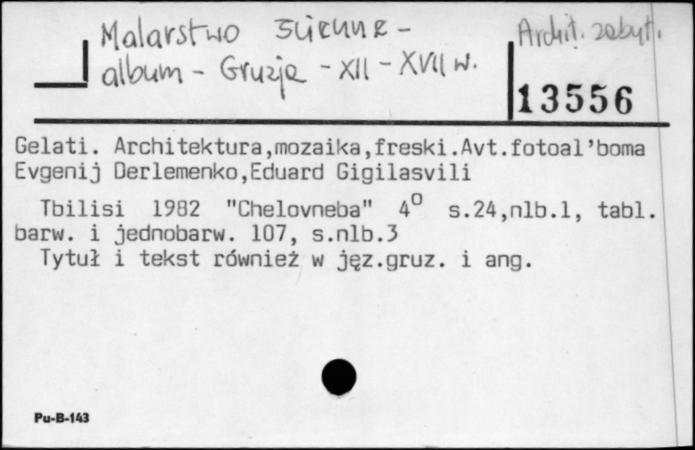 Malarstwo ścienne -
album - Gruzja - XII - XVII w.
Archit. zabyt.
13556
Gelati. Architektura,mozaika,freski.Avt.fotoal'boma
Evgenij Derlemenko,Eduard Gigilasvili
Tbilisi 1982 "Chelovneba" 4º s.24,nlb.1, tabl.
barw. i jednobarw. 107, s.nlb.3
Tytuł i tekst również w jęz.gruz. i ang.
Pu-B-143